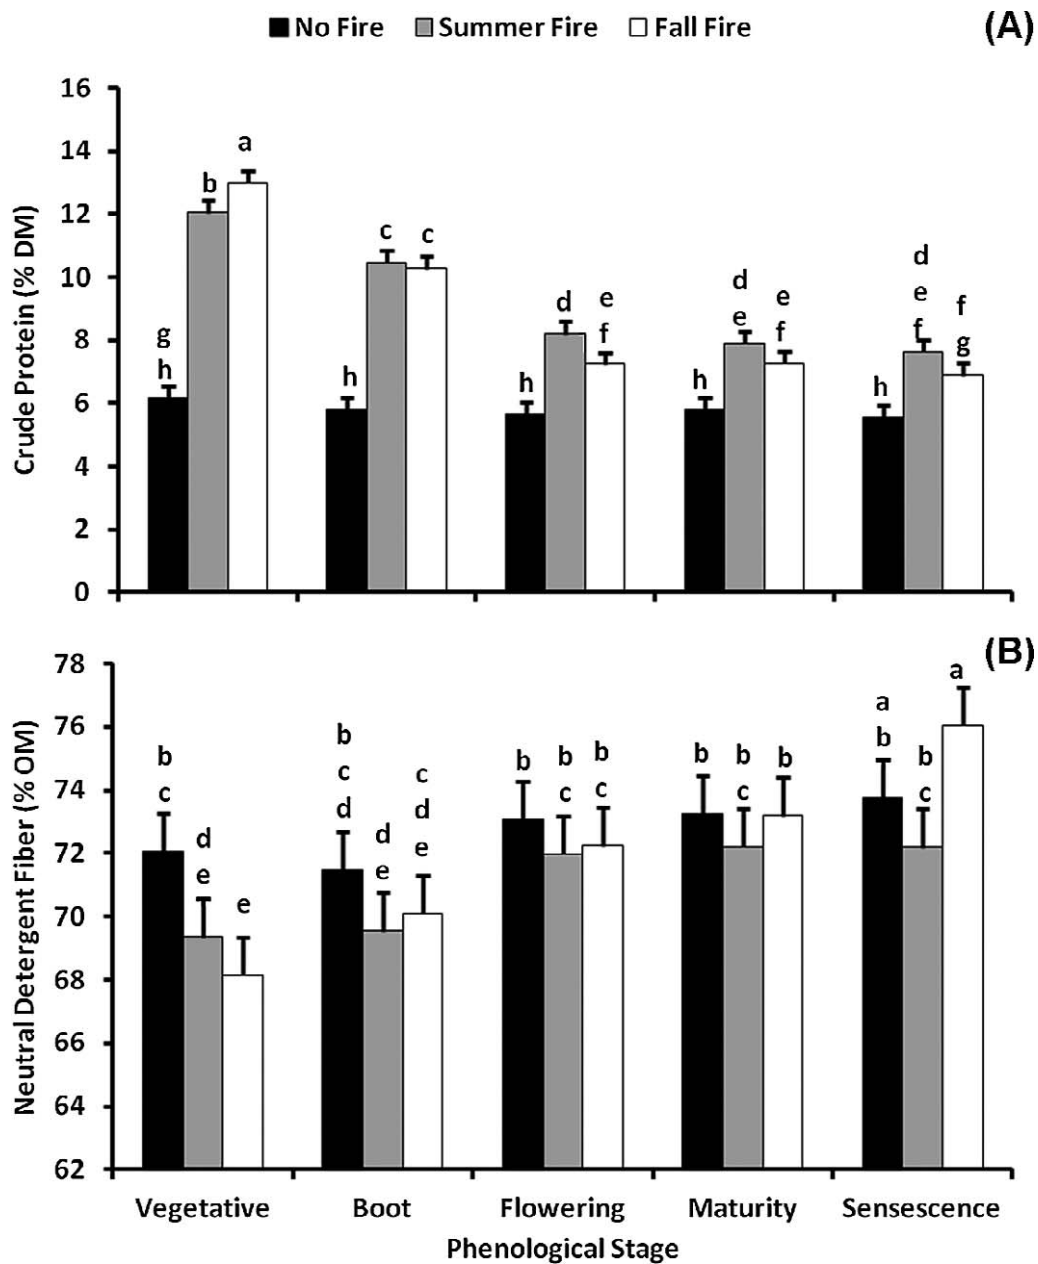 No Fire Summer Fire Fall Fire
(A)
Crude Protein (% DM)
16
14
12
10
8
6
4
2
0
g
h
b
a
h
c
c
h
d
e
f
h
d
e
e
f
h
d
e
f
f
g
(B)
Neutral Detergent Fiber (% OM)
78
76
74
72
70
68
66
64
62
b
c
d
e
e
b
c
d
d
e
c
d
e
b
b
c
b
c
b
b
c
b
a
b
b
c
a
Vegetative Boot Flowering Maturity Sensescence
Phenological Stage